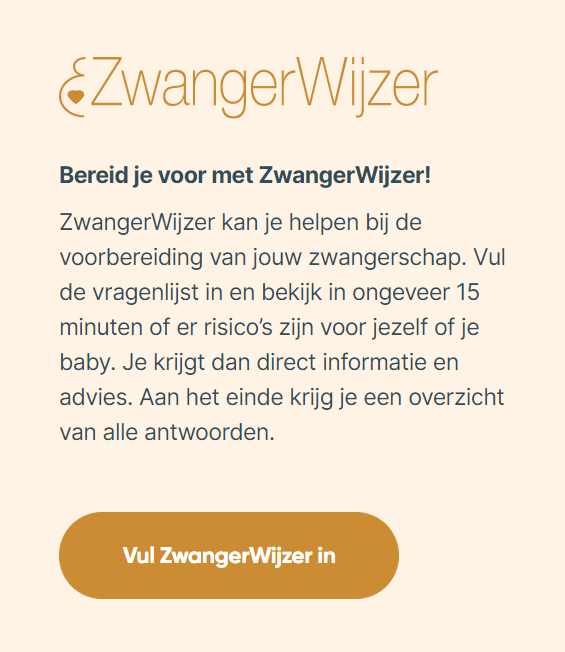 ZwangerWijzer
Bereid je voor met ZwangerWijzer!
ZwangerWijzer kan je helpen bij de
voorbereiding van jouw zwangerschap. Vul
de vragenlijst in en bekijk in ongeveer 15
minuten of er risico’s zijn voor jezelf of je
baby. Je krijgt dan direct informatie en
advies. Aan het einde krijg je een overzicht
van alle antwoorden.
Vul ZwangerWijzer in